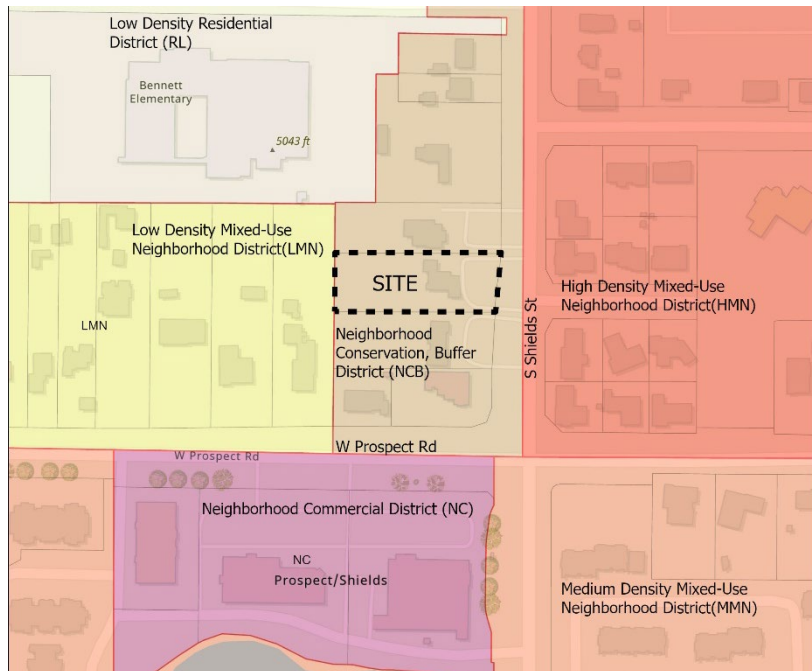 Low Density Residential
District (RL)
Bennett
Elementary
5043 ft
Low Density Mixed-Use
Neighborhood District(LMN)
LMN
SITE
Neighborhood
Conservation, Buffer
District (NCB)
S Shields St
High Density Mixed-Use
Neighborhood District(HMN)
W Prospect Rd
W Prospect Rd
Neighborhood Commercial District (NC)
NC
Prospect/Shields
Medium Density Mixed-Use
Neighborhood District(MMN)